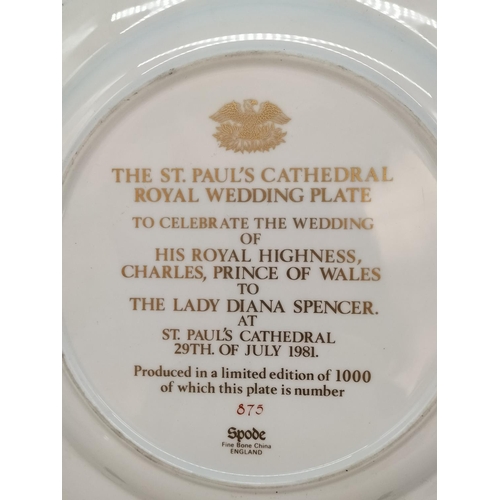 THE ST. PAUL'S CATHEDRAL
ROYAL WEDDING PLATE
TO CELEBRATE THE WEDDING
OF
HIS ROYAL HIGHNESS,
CHARLES, PRINCE OF WALES
TO
THE LADY DIANA SPENCER.
AT
ST. PAUL'S CATHEDRAL
29TH. OF JULY 1981.
Produced in a limited edition of 1000
of which this plate is number
875
Spode
Fine Bone China
ENGLAND